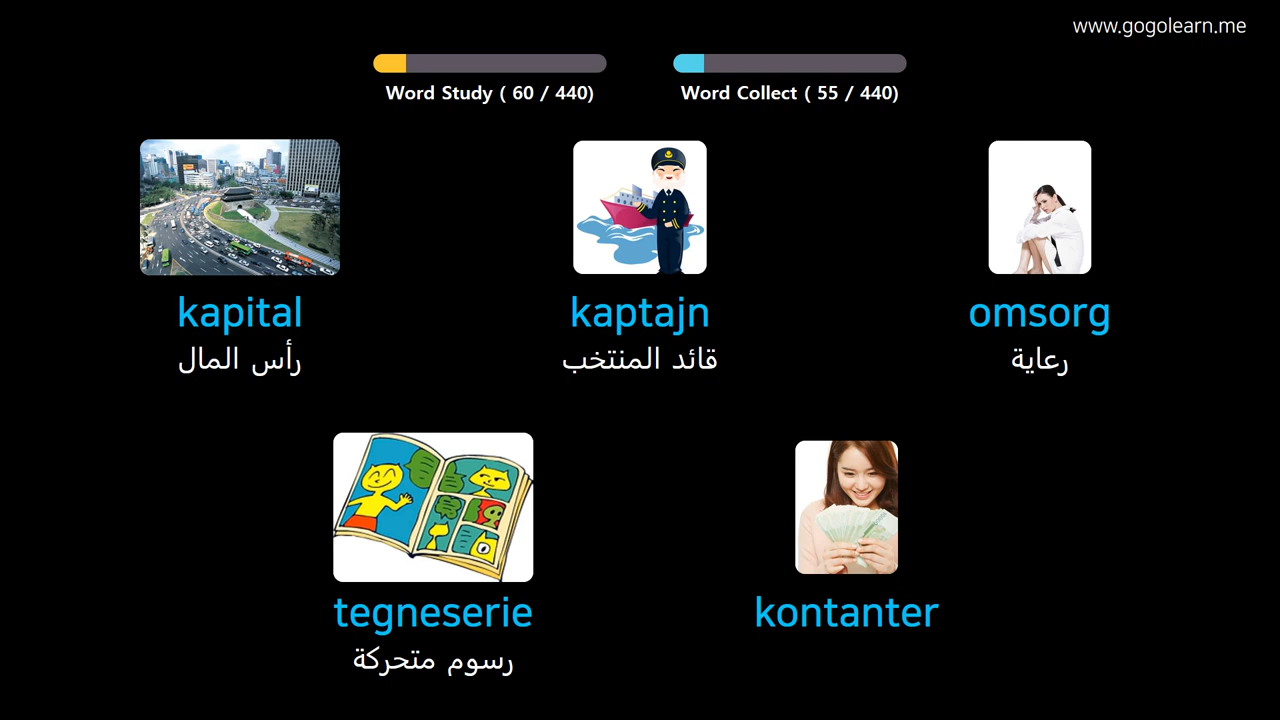 www.gogolearn.me
Word Study ( 60 / 440)
Word Collect ( 55 / 440)
kapital
رأس المال
kaptajn
قائد المنتخب
omsorg
رعاية
tegneserie
رسوم متحركة
kontanter